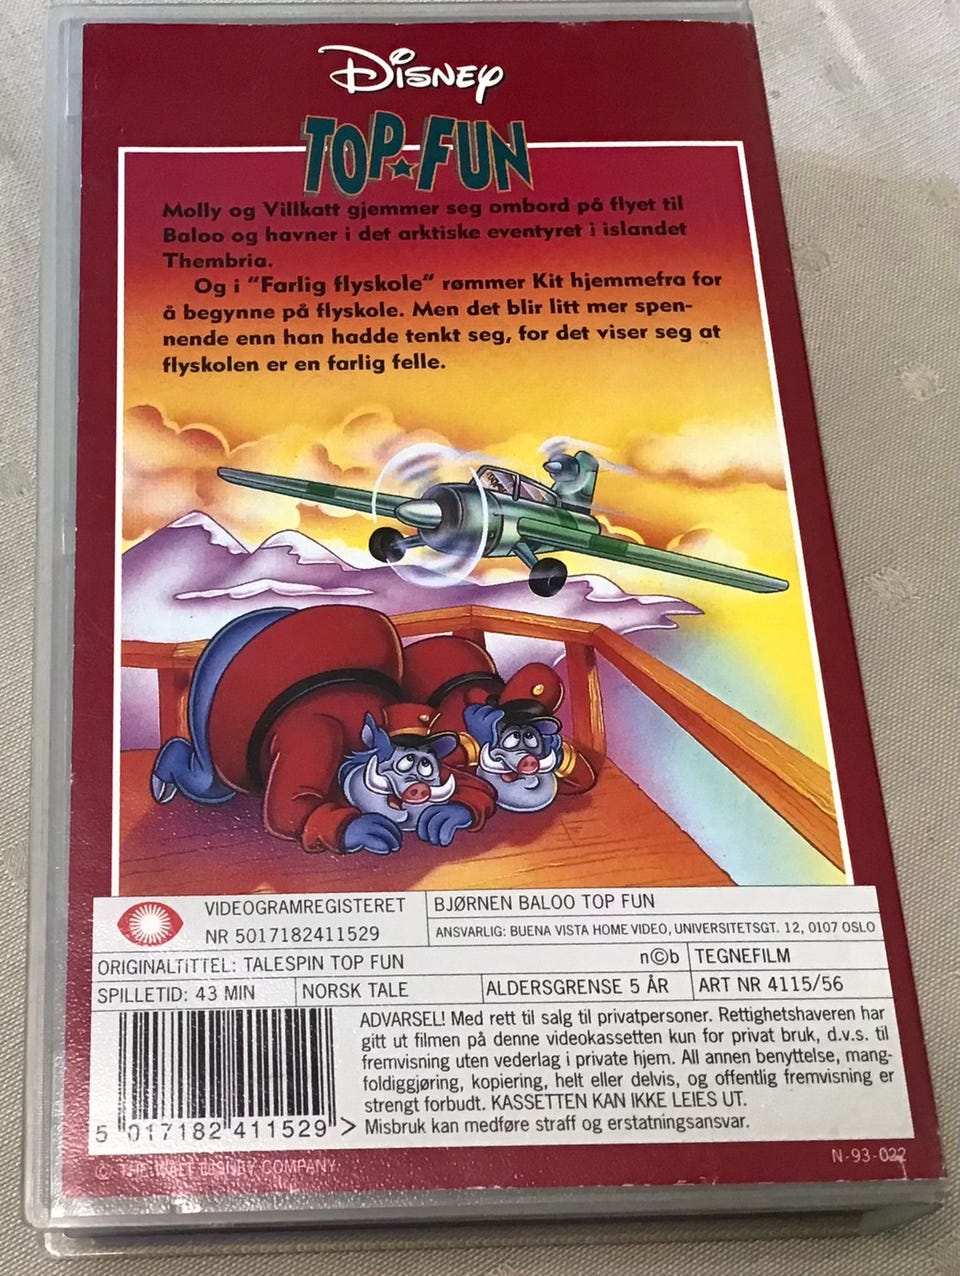 Disney
TOP★FUN
Molly og Villkatt gjemmer seg ombord på flyet til
Baloo og havner i det arktiske eventyret i islandet
Thembria.
Og i "Farlig flyskole" rømmer Kit hjemmefra for
å begynne på flyskole. Men det blir litt mer spen-
nende enn han hadde tenkt seg, for det viser seg at
flyskolen er en farlig felle.
VIDEOGRAMREGISTERET
NR 5017182411529
BJØRNEN BALOO TOP FUN
ANSVARLIG: BUENA VISTA HOME VIDEO, UNIVERSITETSGT. 12, 0107 OSLO
ORIGINALTITTEL: TALESPIN TOP FUN
n©b
TEGNEFILM
SPILLETID: 43 MIN
NORSK TALE
ALDERSGRENSE 5 ÅR
ART NR 4115/56
ADVARSEL! Med rett til salg til privatpersoner. Rettighetshaveren har
gitt ut filmen på denne videokassetten kun for privat bruk, d.v.s. til
fremvisning uten vederlag i private hjem. All annen benyttelse, mang-
foldiggjøring, kopiering, helt eller delvis, og offentlig fremvisning er
strengt forbudt. KASSETTEN KAN IKKE LEIES UT.
Misbruk kan medføre straff og erstatningsansvar.
5 017182 411529 >
© THE WALT DISNEY COMPANY
N-93-022